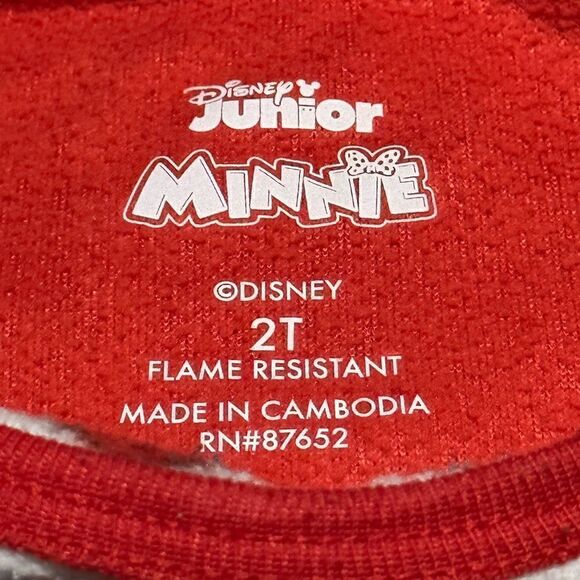 Disney
Junior
MINNIE
©DISNEY
2T
FLAME RESISTANT
MADE IN CAMBODIA
RN#87652